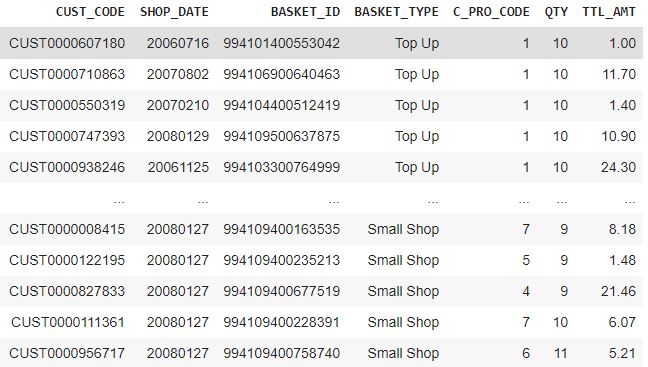 CUST_CODE SHOP_DATE BASKET_ID BASKET_TYPE C_PRO_CODE QTY TTL_AMT
CUST0000607180 20060716 994101400553042 Top Up 1 10 1.00
CUST0000710863 20070802 994106900640463 Top Up 1 10 11.70
CUST0000550319 20070210 994104400512419 Top Up 1 10 1.40
CUST0000747393 20080129 994109500637875 Top Up 1 10 10.90
CUST0000938246 20061125 994103300764999 Top Up 1 10 24.30
... ... ... ... ... ... ...
CUST0000008415 20080127 994109400163535 Small Shop 7 9 8.18
CUST0000122195 20080127 994109400235213 Small Shop 5 9 1.48
CUST0000827833 20080127 994109400677519 Small Shop 4 9 21.46
CUST0000111361 20080127 994109400228391 Small Shop 7 10 6.07
CUST0000956717 20080127 994109400758740 Small Shop 6 11 5.21